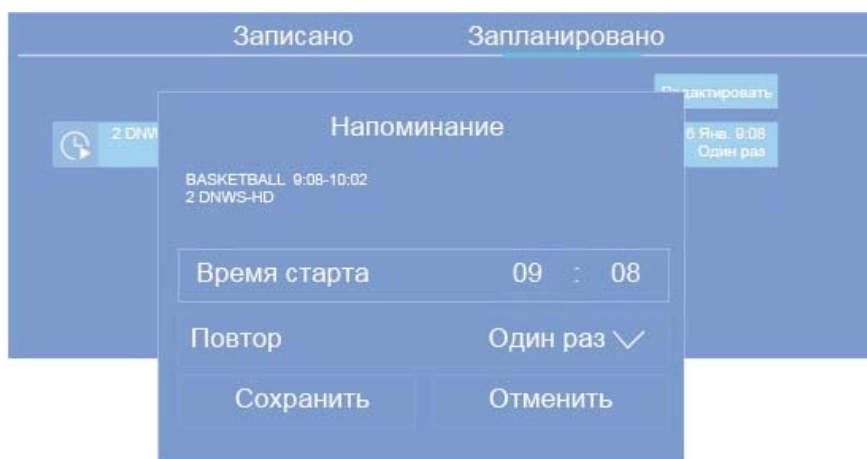 Записано Запланировано
Редактировать
2 DNW
6 Янв. 9:08
Один раз
Напоминание
BASKETBALL 9:08-10:02
2 DNWS-HD
Время старта 09 : 08
Повтор Один раз
Сохранить Отменить